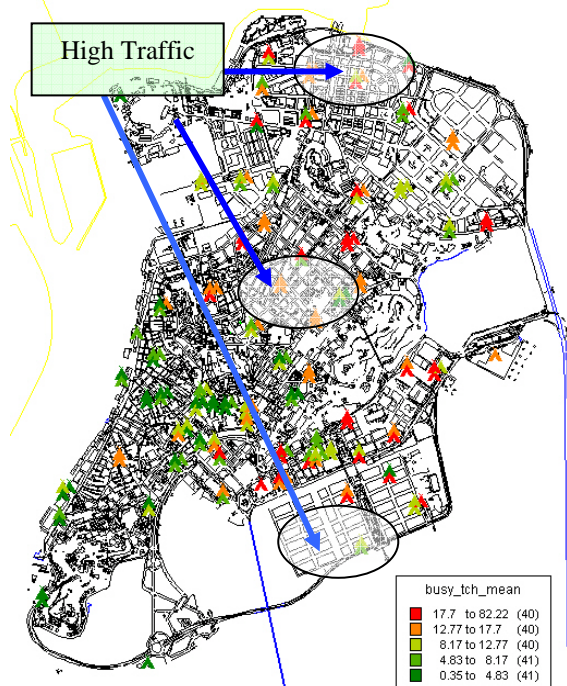 High Traffic
busy_tch_mean
17.7 to 82.22 (40)
12.77 to 17.7 (40)
8.17 to 12.77 (40)
4.83 to 8.17 (41)
0.35 to 4.83 (41)